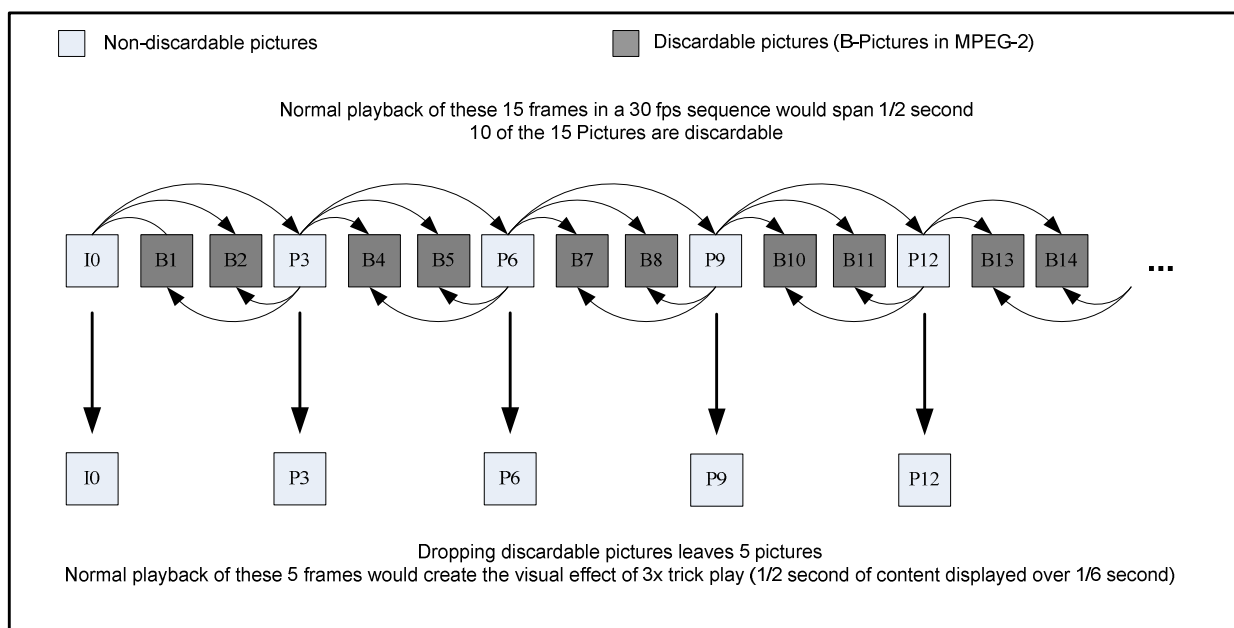 Non-discardable pictures
Discardable pictures (B-Pictures in MPEG-2)
Normal playback of these 15 frames in a 30 fps sequence would span 1/2 second
10 of the 15 Pictures are discardable
I0 B1 B2 P3 B4 B5 P6 B7 B8 P9 B10 B11 P12 B13 B14 ...
I0 P3 P6 P9 P12
Dropping discardable pictures leaves 5 pictures
Normal playback of these 5 frames would create the visual effect of 3x trick play (1/2 second of content displayed over 1/6 second)